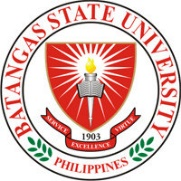 BATANGAS STATE UNIVERSITY
SERVICE
EXCELLENCE
VIRTUE
1903
PHILIPPINES